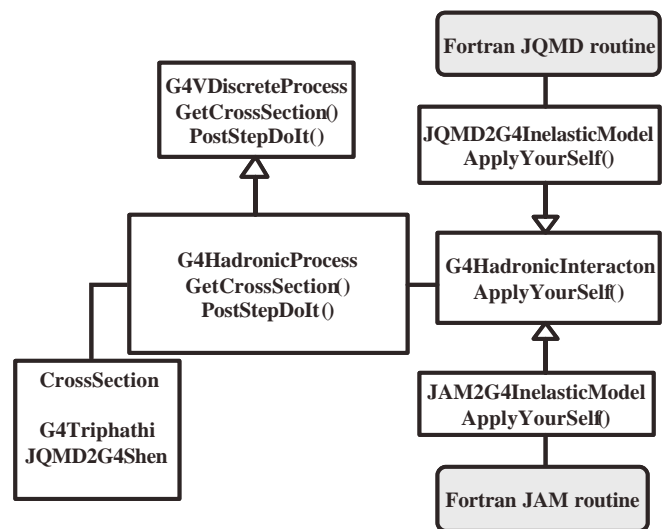 Fortran JQMD routine
G4VDiscreteProcess
GetCrossSection()
PostStepDoIt()
JQMD2G4InelasticModel
ApplyYourSelf()
G4HadronicProcess
GetCrossSection()
PostStepDoIt()
G4HadronicInteracton
ApplyYourSelf()
CrossSection
G4Triphathi
JQMD2G4Shen
JAM2G4InelasticModel
ApplyYourSelf()
Fortran JAM routine